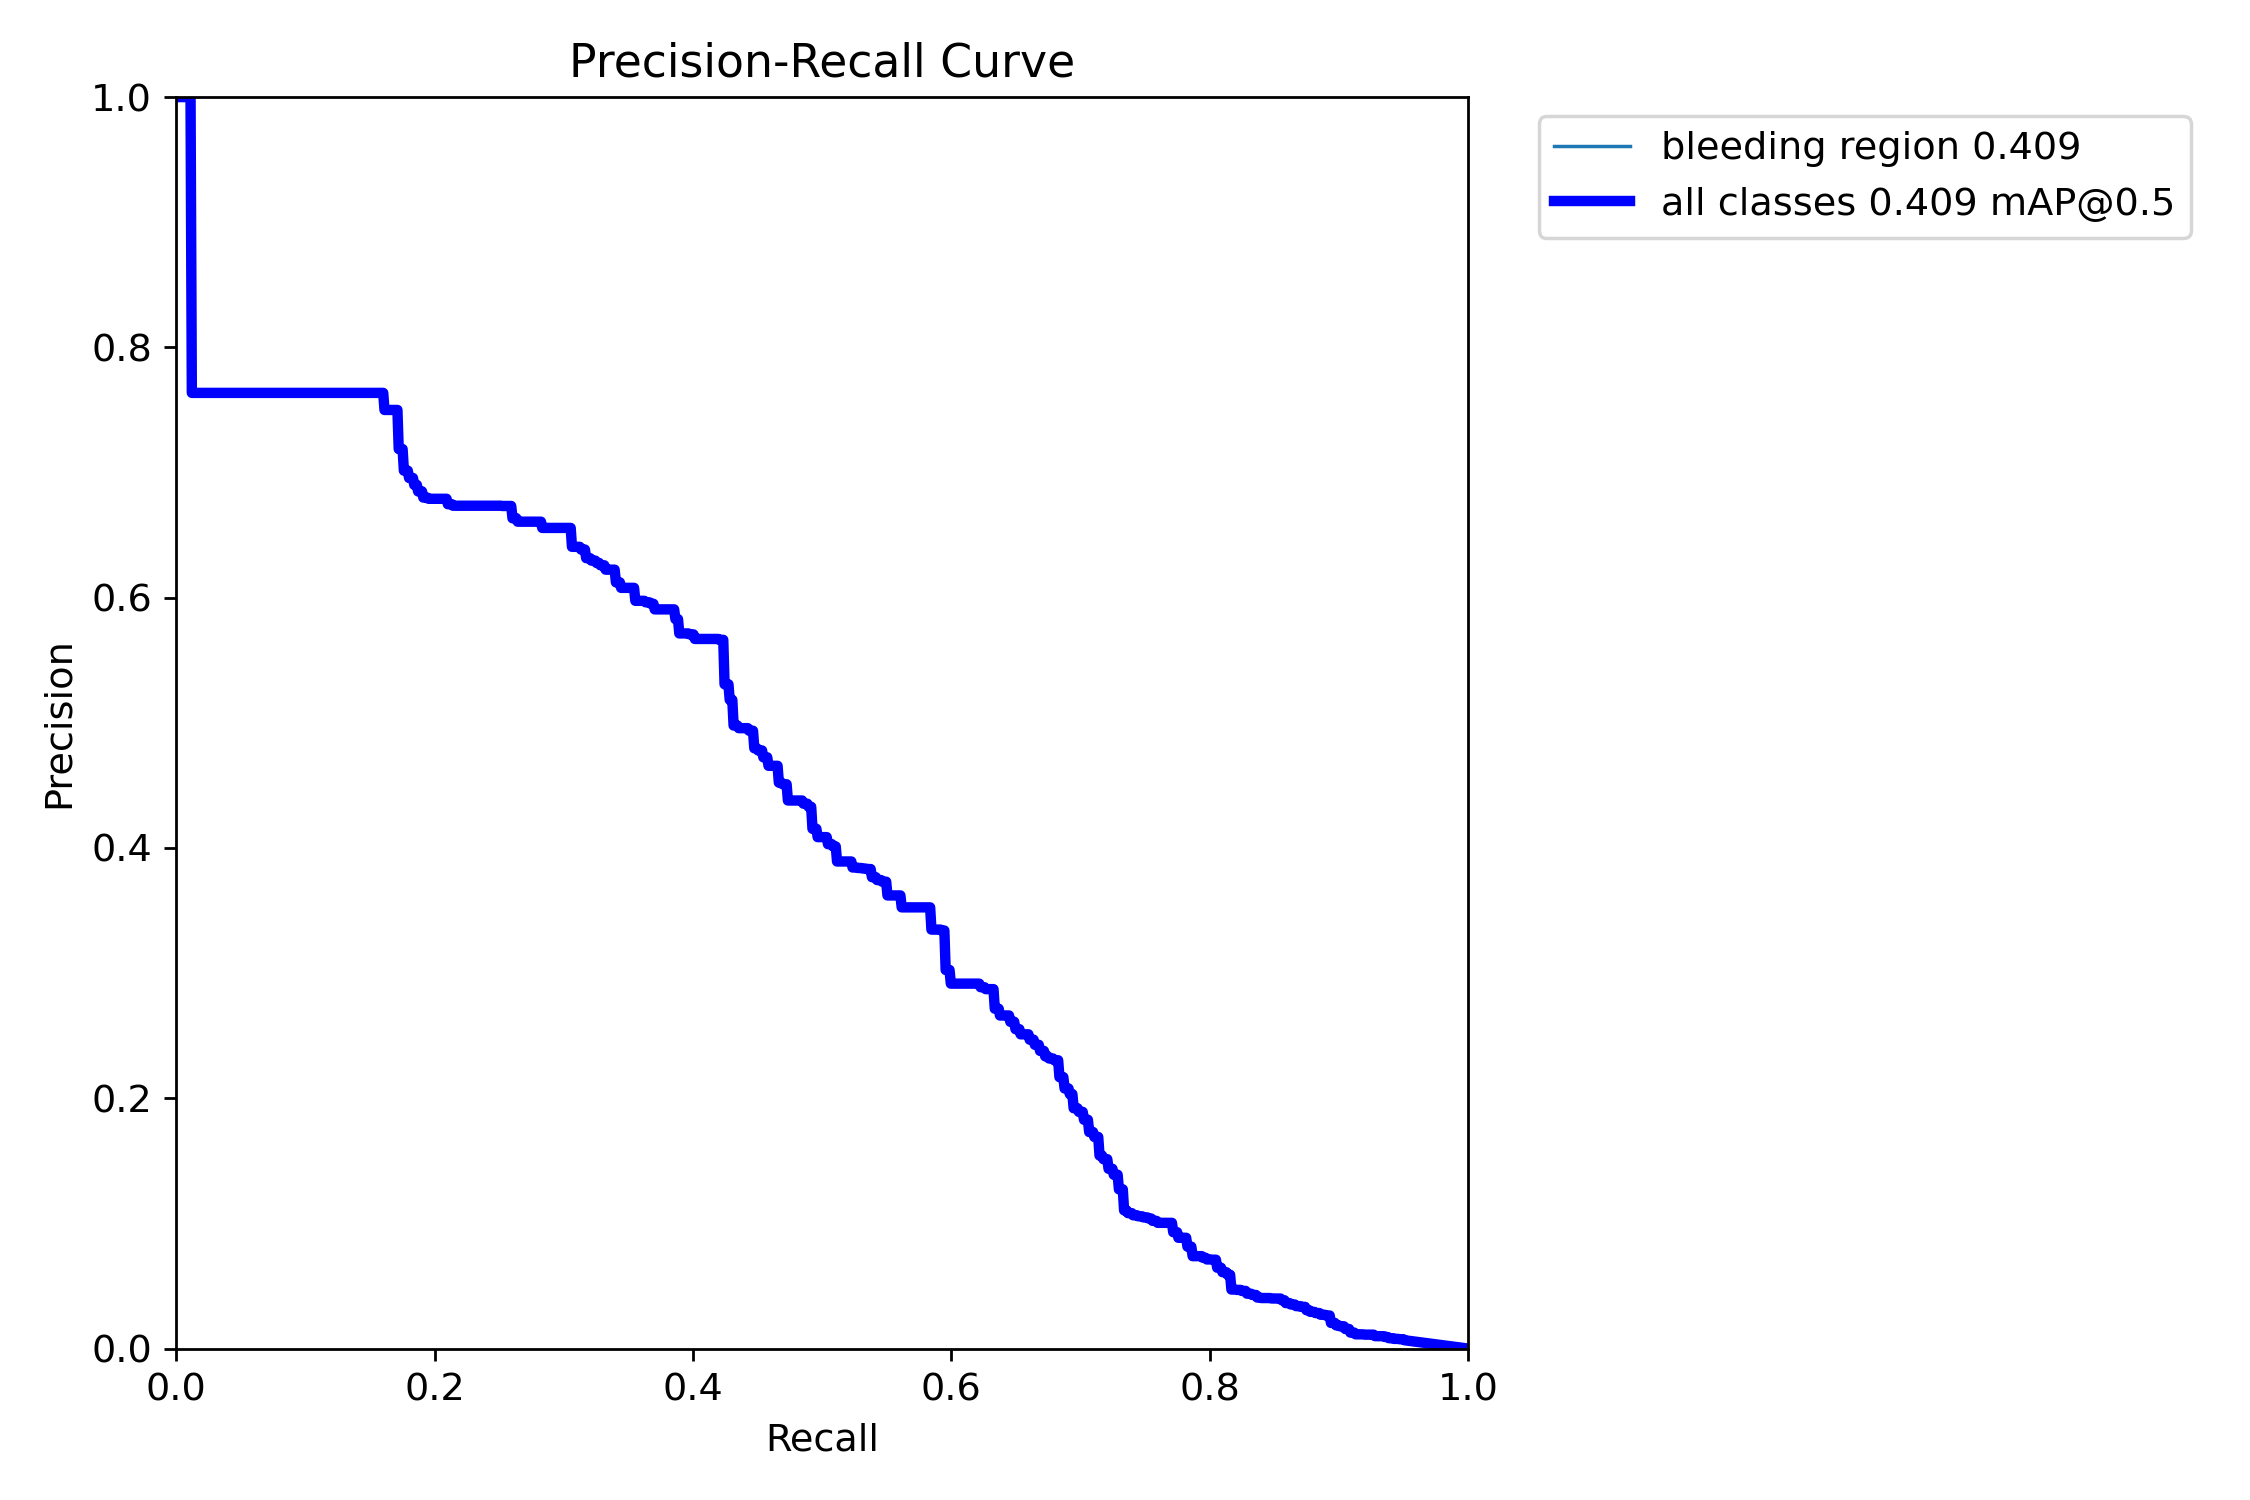 Precision-Recall Curve
1.0
0.8
0.6
0.4
0.2
0.0
Precision
0.0 0.2 0.4 0.6 0.8 1.0
Recall
bleeding region 0.409
all classes 0.409 mAP@0.5